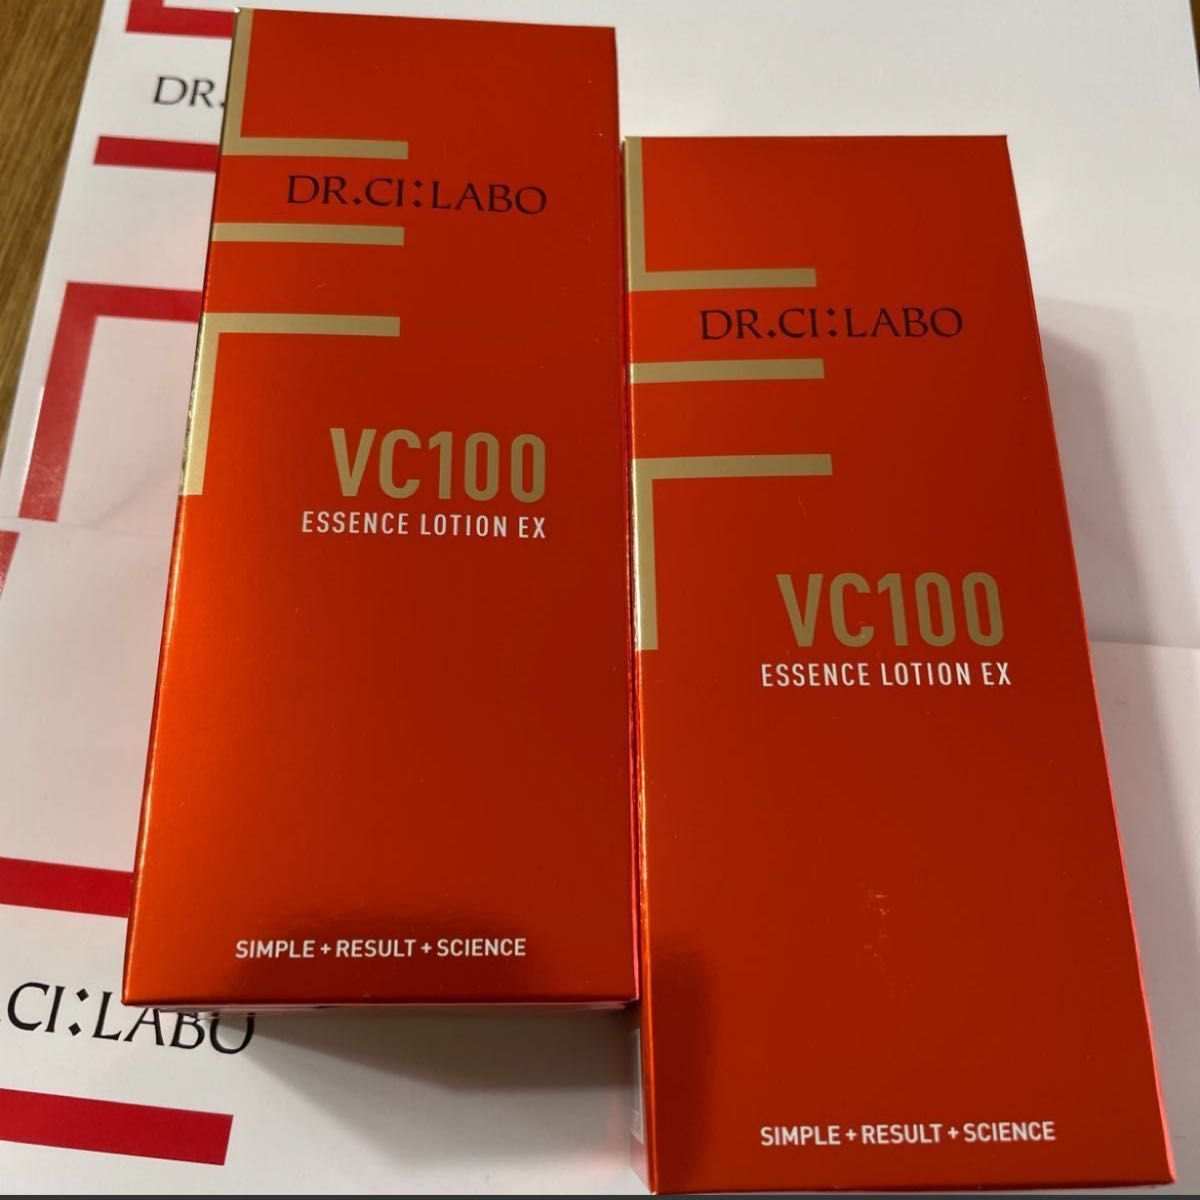 DR.
DR.CI:LABO
VC100
ESSENCE LOTION EX
SIMPLE+RESULT+SCIENCE
DR.CI:LABO
VC100
ESSENCE LOTION EX
SIMPLE+RESULT+SCIENCE
.CI:LABO